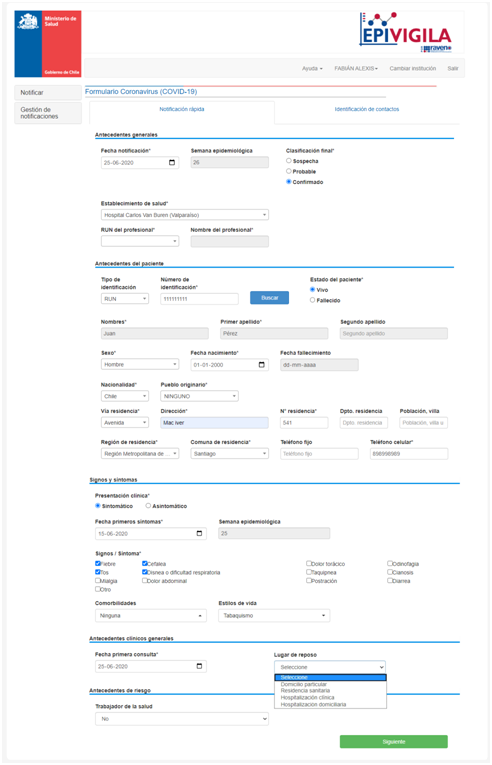 Ministerio de
Salud
Gobierno de Chile
EPIVIGILA
raven
Ayuda
FABIÁN ALEXIS
Cambiar institución
Salir
Notificar
Gestión de
notificaciones
Formulario Coronavirus (COVID-19)
Notificación rápida
Identificación de contactos
Antecedentes generales
Fecha notificación*
Semana epidemiológica
Clasificación final*
25-06-2020
26
Sospecha
Probable
Confirmado
Establecimiento de salud*
Hospital Carlos Van Buren (Valparaíso)
RUN del profesional*
Nombre del profesional*
Antecedentes del paciente
Tipo de
identificación
Número de
identificación*
Estado del paciente*
RUN
111111111
Buscar
Vivo
Fallecido
Nombres*
Primer apellido*
Segundo apellido
Juan
Pérez
Segundo apellido
Sexo*
Fecha nacimiento*
Fecha fallecimiento
Hombre
01-01-2000
dd-mm-aaaa
Nacionalidad*
Pueblo originario*
Chile
NINGUNO
Vía residencia*
Dirección*
N° residencia*
Dpto. residencia
Población, villa
Avenida
Mac iver
541
Dpto. residencia
Población, villa u
Región de residencia*
Comuna de residencia*
Teléfono fijo
Teléfono celular*
Región Metropolitana de ...
Santiago
Teléfono fijo
898998989
Signos y síntomas
Presentación clínica*
Sintomático
Asintomático
Fecha primeros síntomas*
Semana epidemiológica
15-06-2020
25
Signos / Síntoma*
Fiebre
Cefalea
Dolor torácico
Odinofagia
Tos
Disnea o dificultad respiratoria
Taquipnea
Cianosis
Mialgia
Dolor abdominal
Postración
Diarrea
Otro
Comorbilidades
Estilos de vida
Ninguna
Tabaquismo
Antecedentes clínicos generales
Fecha primera consulta*
Lugar de reposo
25-06-2020
Seleccione
Seleccione
Domicilio particular
Residencia sanitaria
Hospitalización clínica
Hospitalización domiciliaria
Antecedentes de riesgo
Trabajador de la salud
No
Siguiente